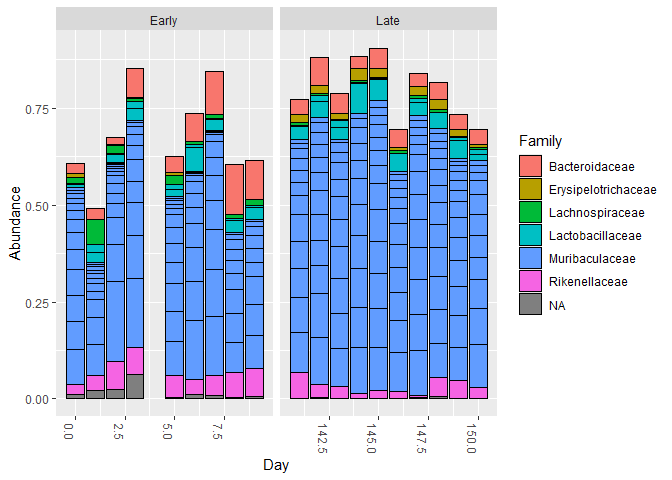 Early
Late
Abundance
0.75
0.50
0.25
0.00
0.0
2.5
5.0
7.5
142.5
145.0
147.5
150.0
Day
Family
Bacteroidaceae
Erysipelotrichaceae
Lachnospiraceae
Lactobacillaceae
Muribaculaceae
Rikenellaceae
NA